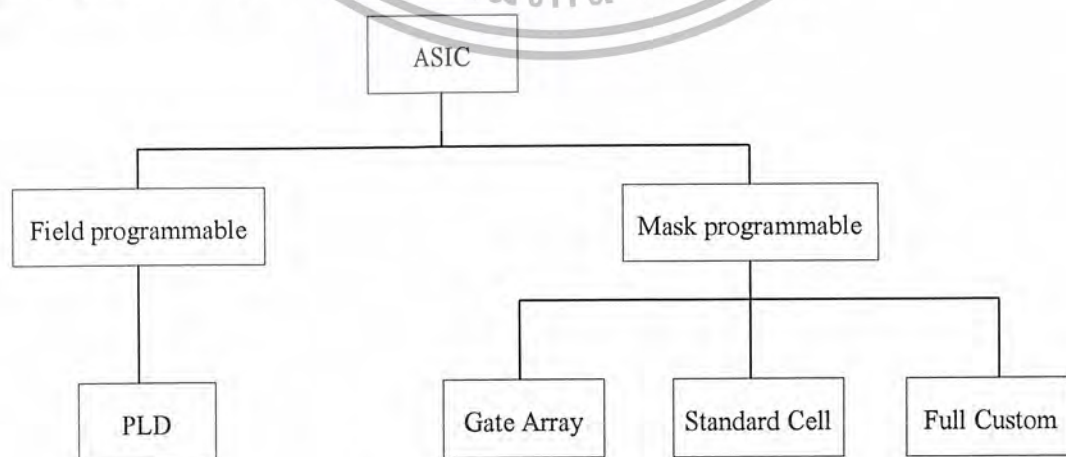 ASIC
Field programmable
Mask programmable
PLD
Gate Array
Standard Cell
Full Custom